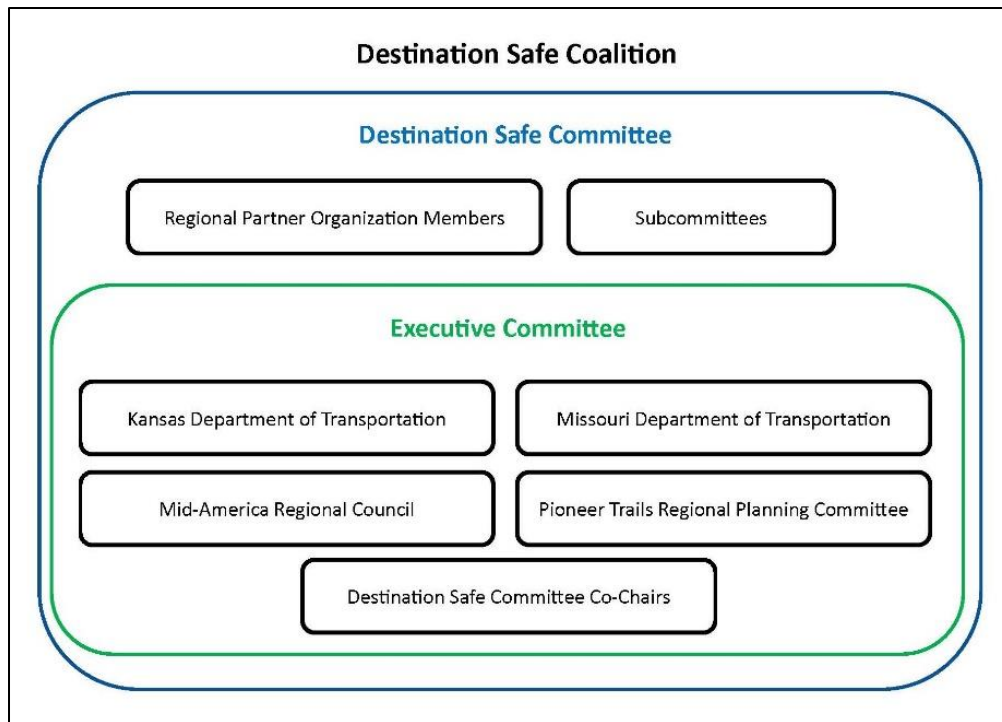 Destination Safe Coalition
Destination Safe Committee
Regional Partner Organization Members
Subcommittees
Executive Committee
Kansas Department of Transportation
Missouri Department of Transportation
Mid-America Regional Council
Pioneer Trails Regional Planning Committee
Destination Safe Committee Co-Chairs